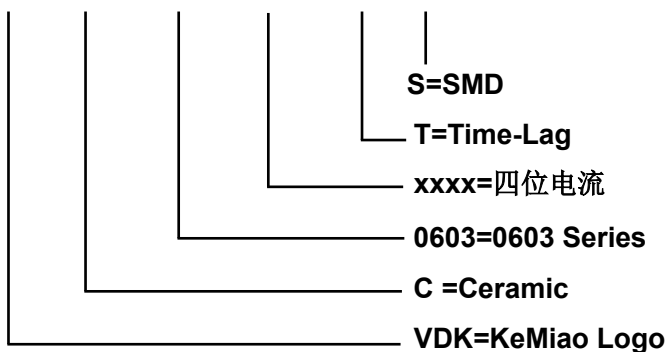 S=SMD
T=Time-Lag
xxxx=四位电流
0603=0603 Series
C =Ceramic
VDK=KeMiao Logo